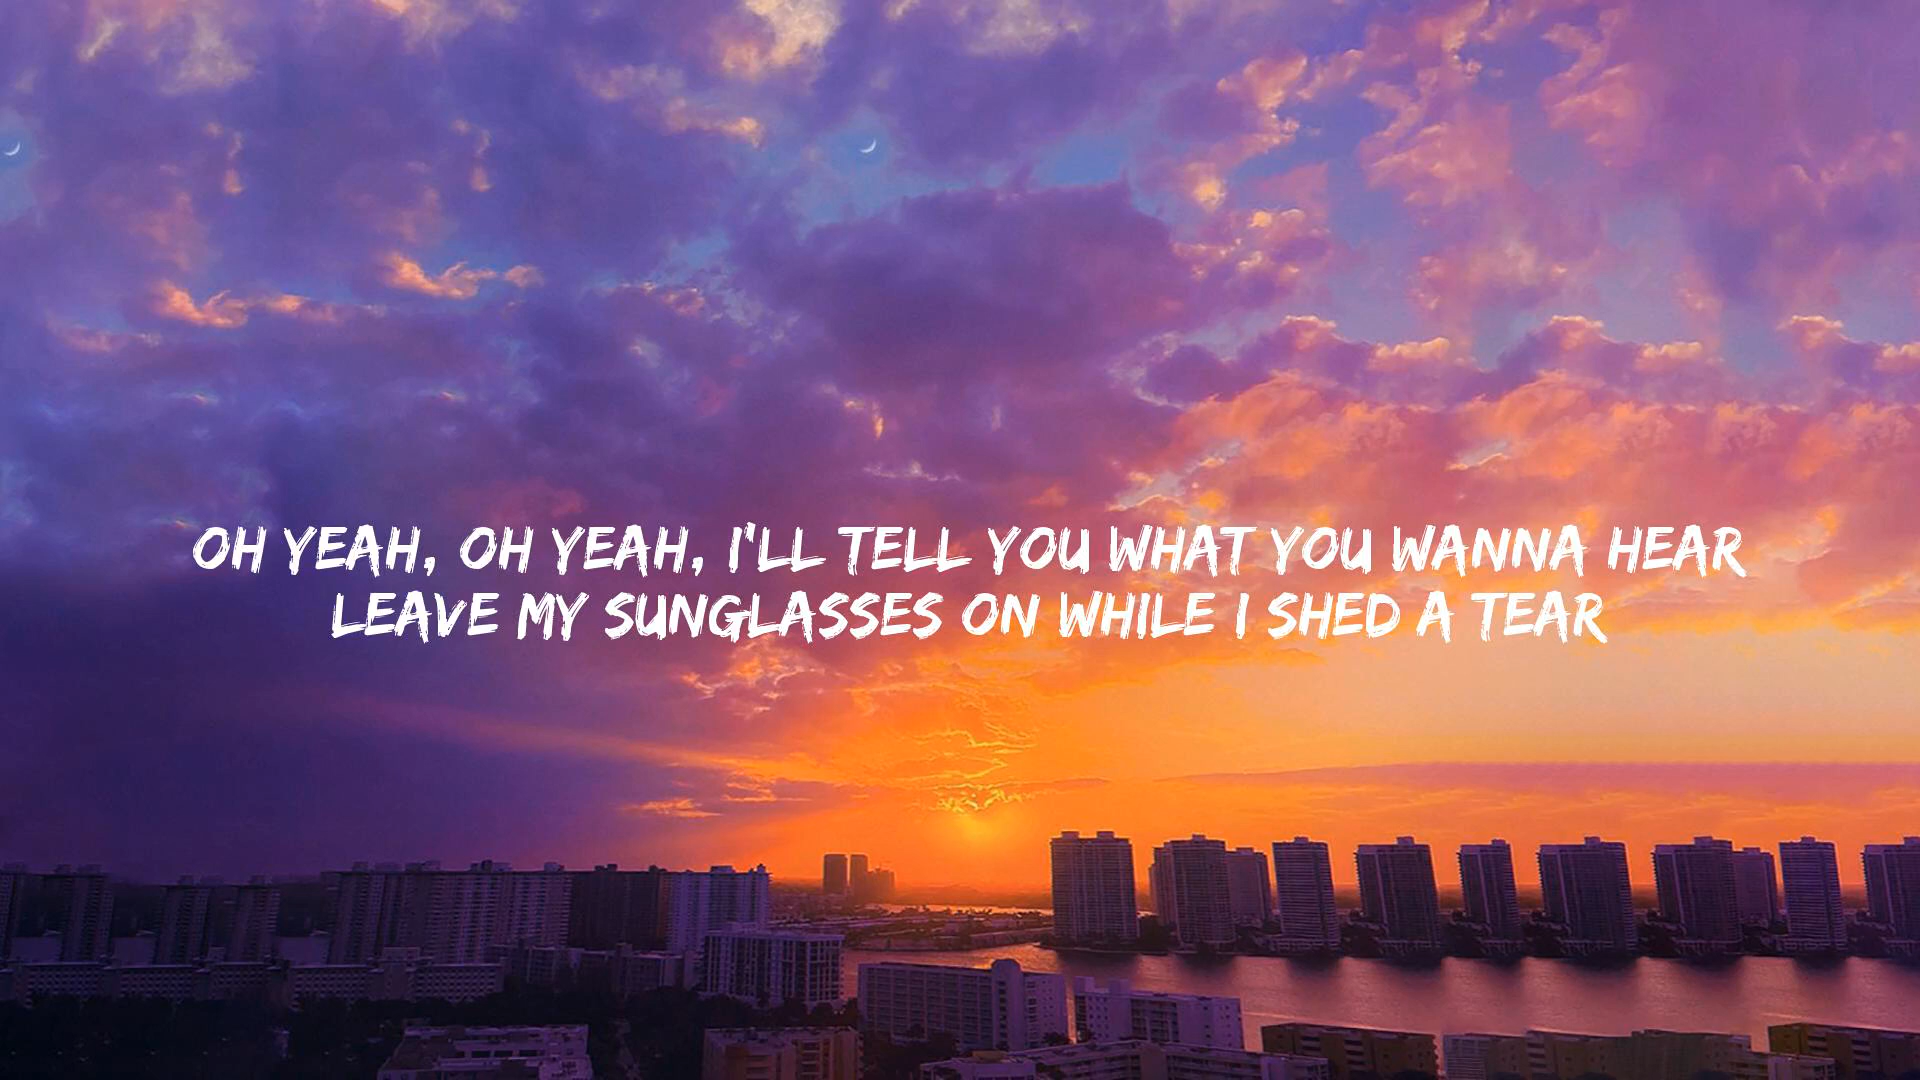 OH YEAH, OH YEAH, I'LL TELL YOU WHAT YOU WANNA HEAR
LEAVE MY SUNGLASSES ON WHILE I SHED A TEAR